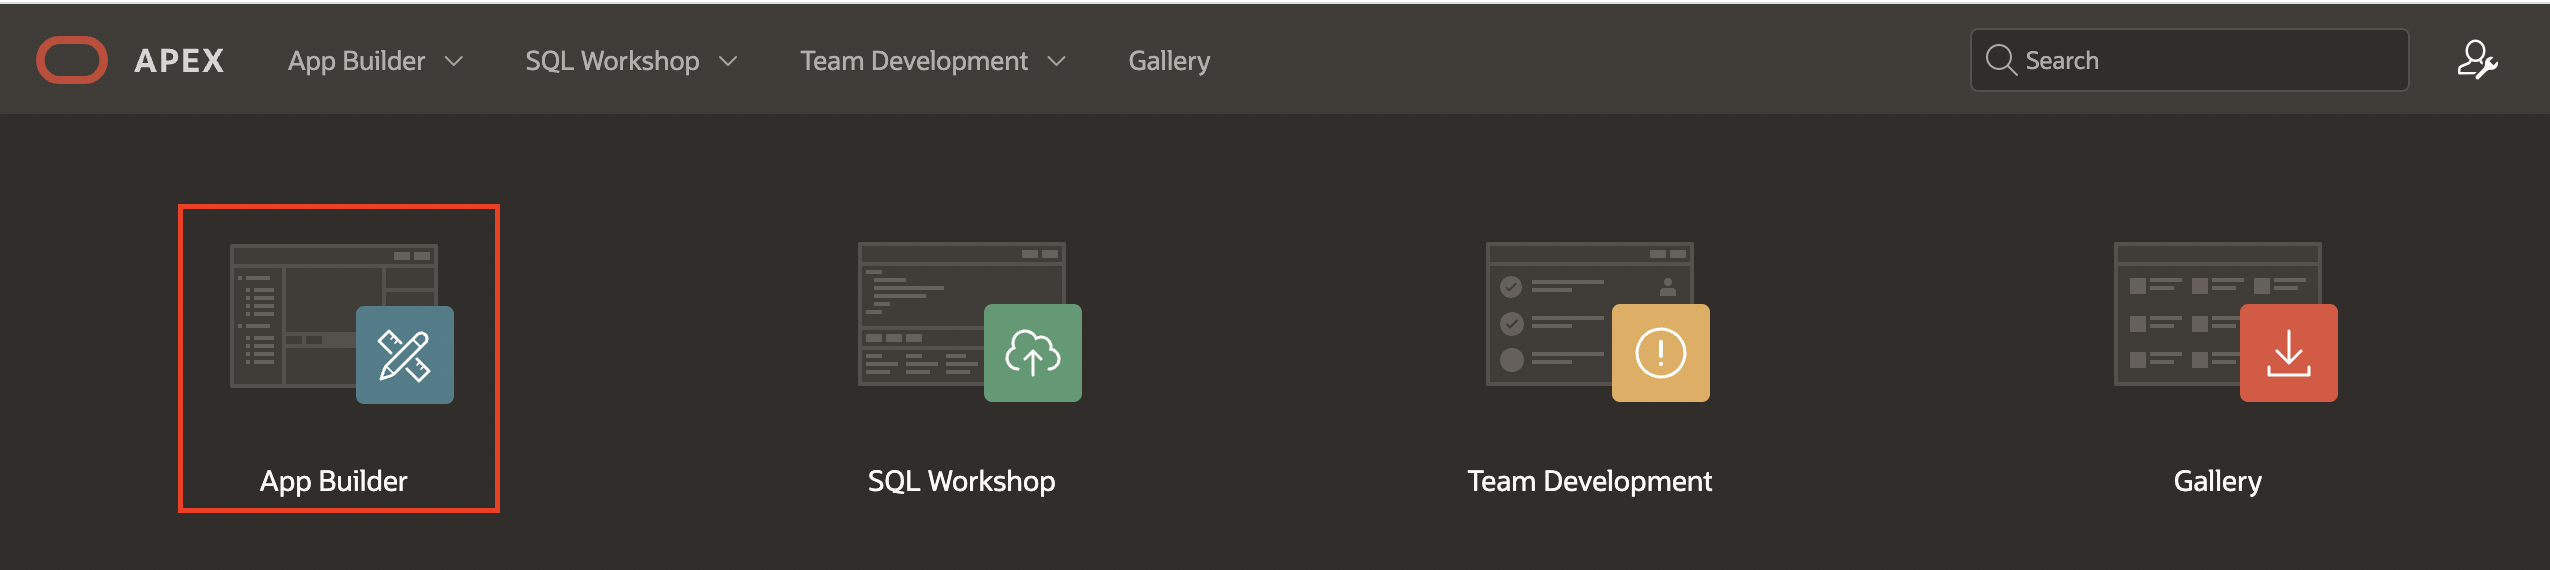 APEX App Builder SQL Workshop Team Development Gallery Search
App Builder SQL Workshop Team Development Gallery